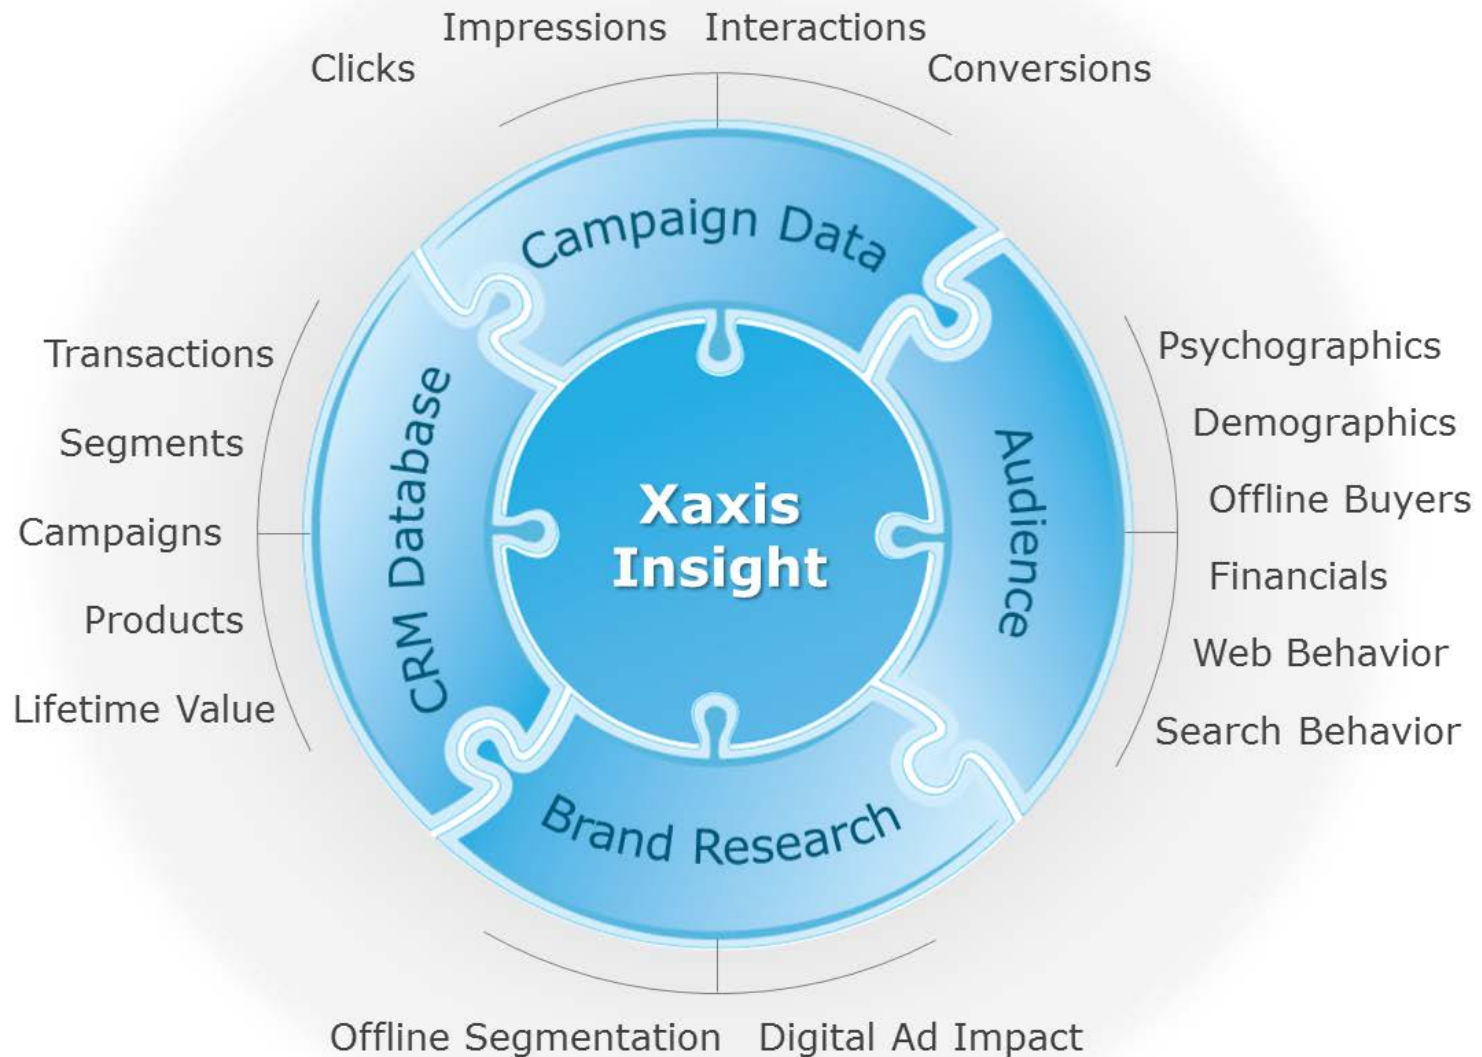 Impressions Interactions
Clicks
Conversions
Campaign Data
Transactions
Segments
Campaigns
Products
Lifetime Value
CRM Database
Xaxis
Insight
Audience
Psychographics
Demographics
Offline Buyers
Financials
Web Behavior
Search Behavior
Brand Research
Offline Segmentation Digital Ad Impact